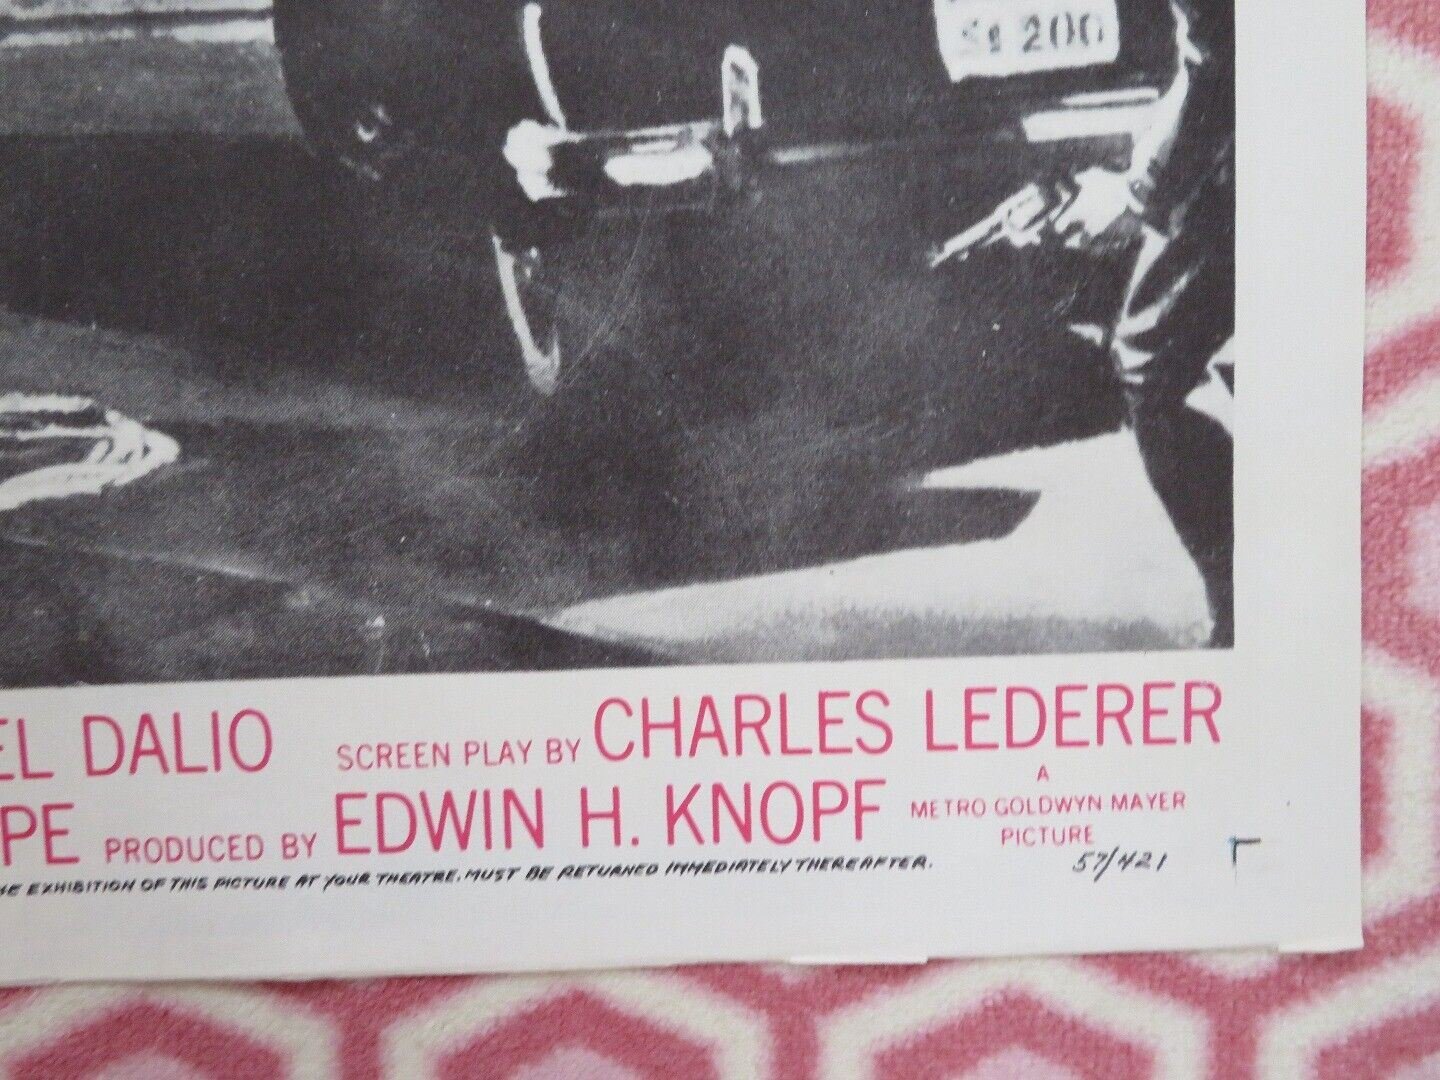 200
EL DALIO SCREEN PLAY BY CHARLES LEDERER
PE PRODUCED BY EDWIN H. KNOPF A METRO GOLDWYN MAYER PICTURE
EXHIBITION OF THIS PICTURE AT YOUR THEATRE. MUST BE RETURNED IMMEDIATELY THEREAFTER. 57/421